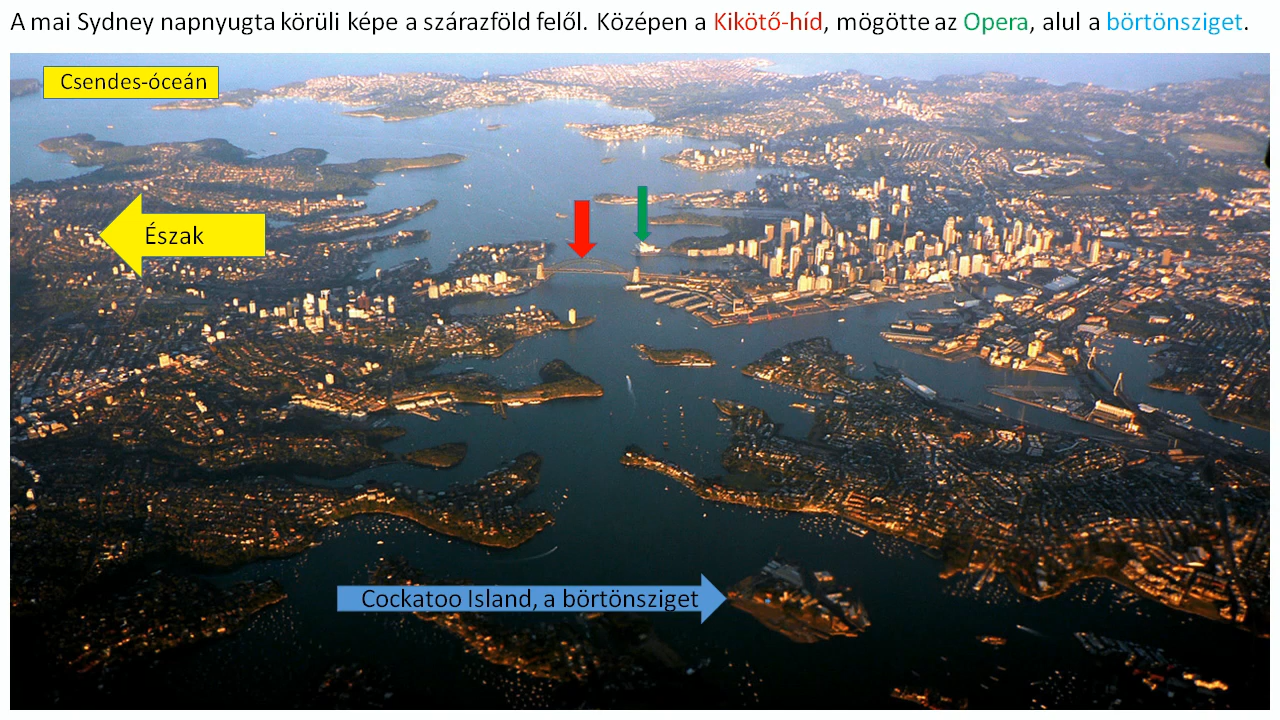 A mai Sydney napnyugta körüli képe a szárazföld felől. Középen a Kikötő-híd, mögötte az Opera, alul a börtönsziget.
Csendes-óceán
Észak
Cockatoo Island, a börtönsziget